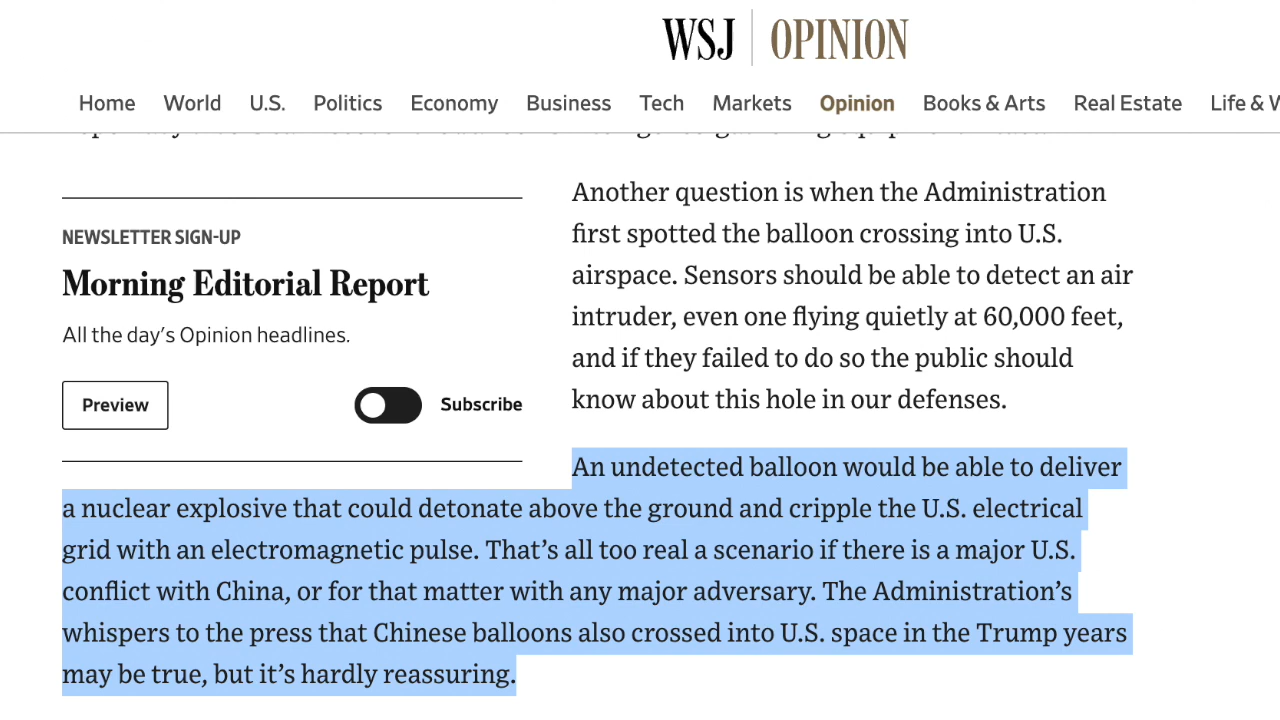 WSJ OPINION
Home World U.S. Politics Economy Business Tech Markets Opinion Books & Arts Real Estate Life & W
NEWSLETTER SIGN-UP
Morning Editorial Report
All the day's Opinion headlines.
Preview Subscribe
Another question is when the Administration
first spotted the balloon crossing into U.S.
airspace. Sensors should be able to detect an air
intruder, even one flying quietly at 60,000 feet,
and if they failed to do so the public should
know about this hole in our defenses.
An undetected balloon would be able to deliver
a nuclear explosive that could detonate above the ground and cripple the U.S. electrical
grid with an electromagnetic pulse. That's all too real a scenario if there is a major U.S.
conflict with China, or for that matter with any major adversary. The Administration's
whispers to the press that Chinese balloons also crossed into U.S. space in the Trump years
may be true, but it's hardly reassuring.